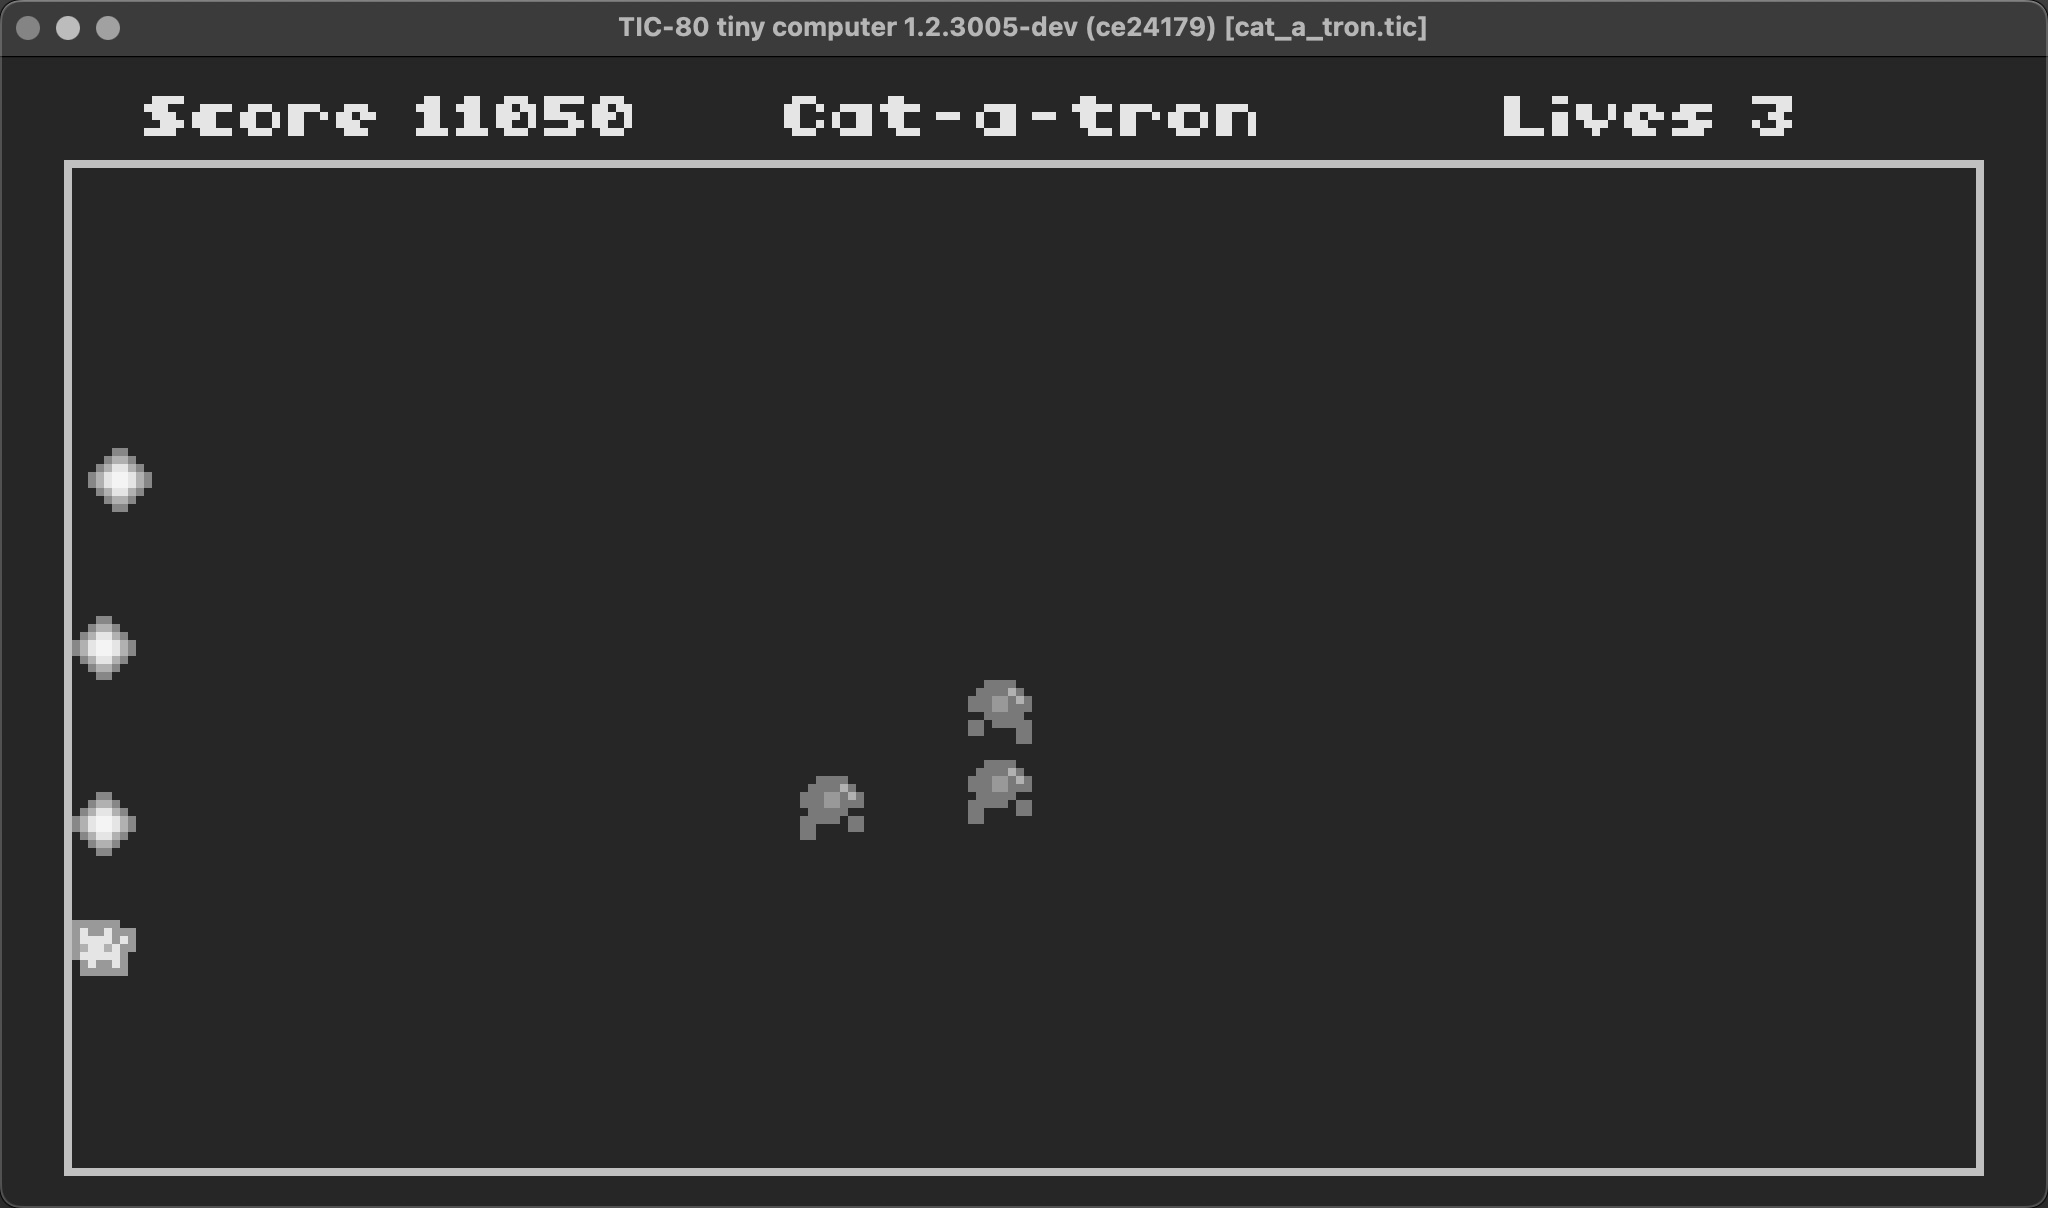 TIC-80 tiny computer 1.2.3005-dev (ce24179) [cat_a_tron.tic]
Score 11050 Cat-a-tron Lives 3